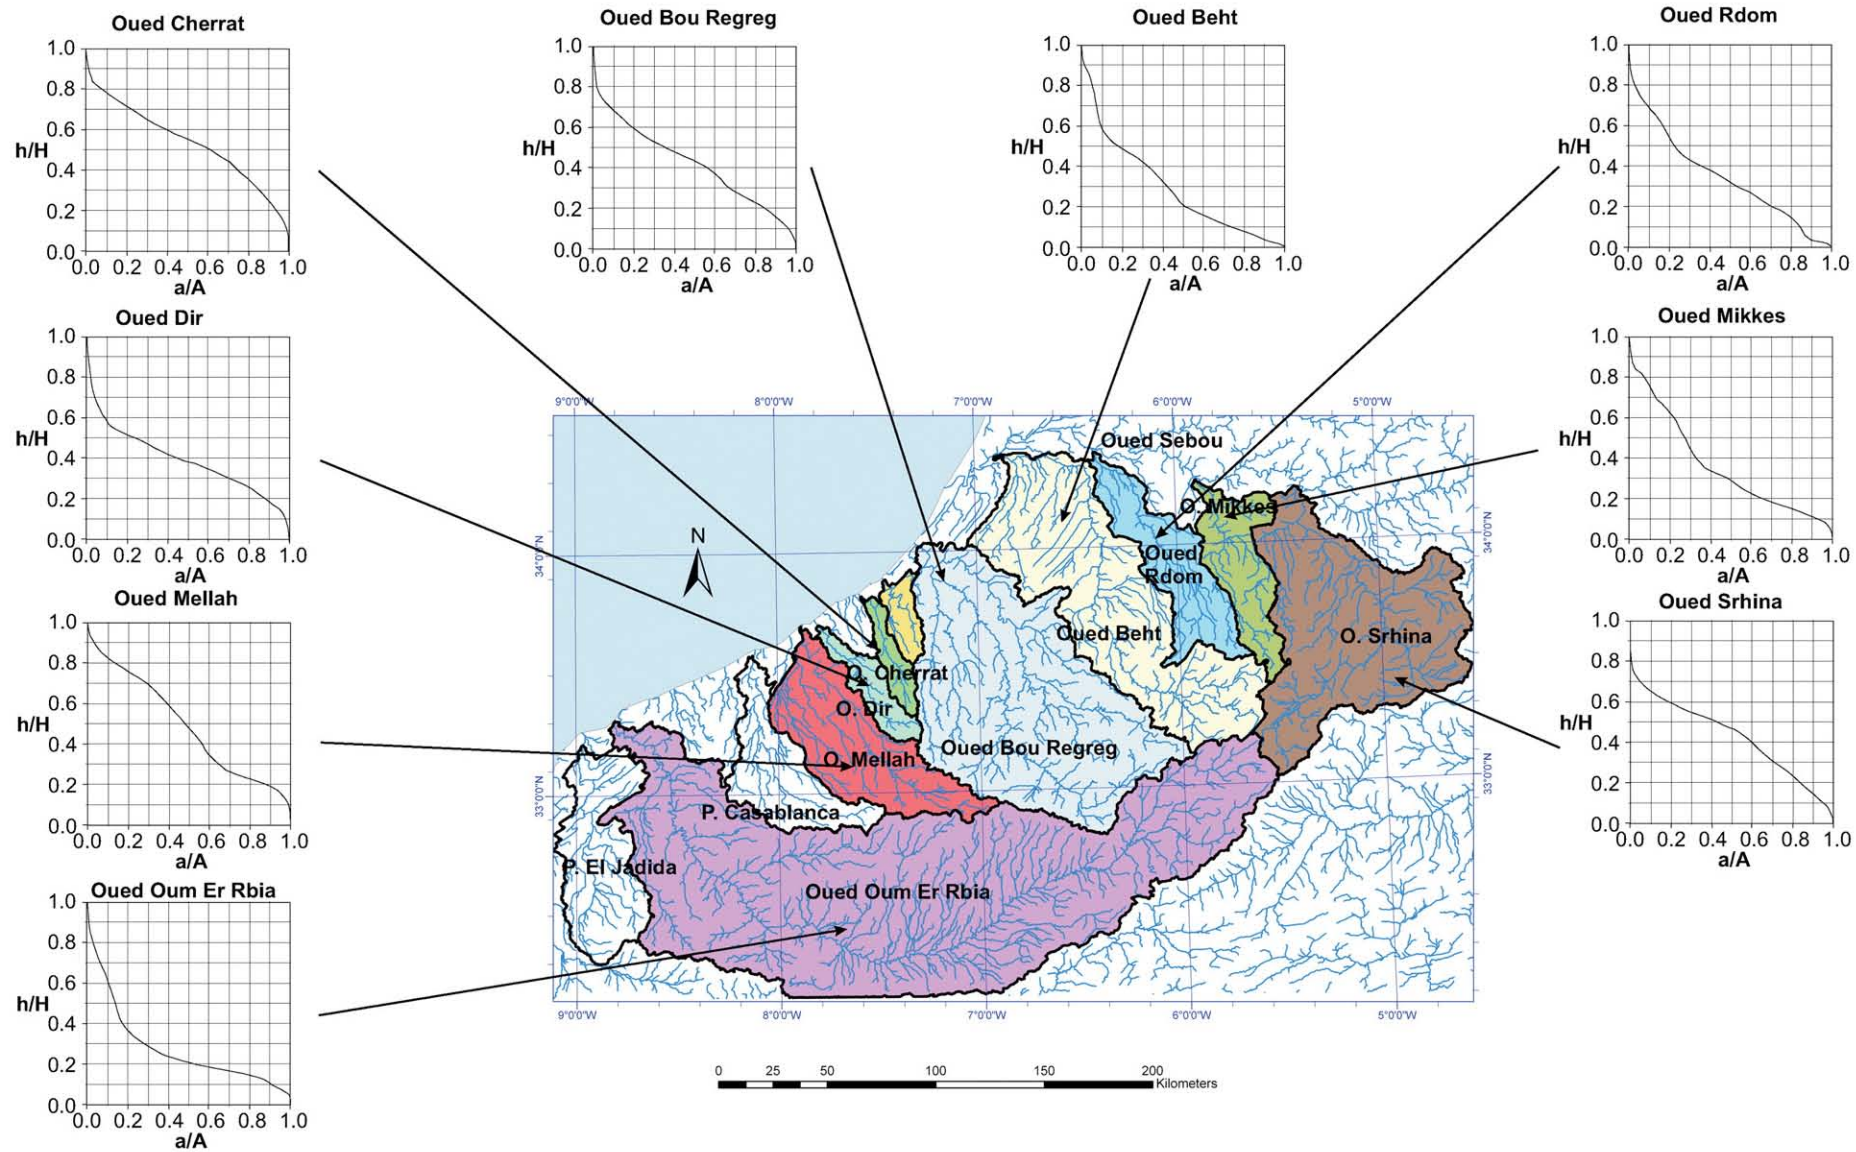 Oued Cherrat
1.0
0.8
0.6
h/H
0.4
0.2
0.0
0.0 0.2 0.4 0.6 0.8 1.0
a/A
Oued Bou Regreg
1.0
0.8
0.6
h/H
0.4
0.2
0.0
0.0 0.2 0.4 0.6 0.8 1.0
a/A
Oued Beht
1.0
0.8
0.6
h/H
0.4
0.2
0.0
0.0 0.2 0.4 0.6 0.8 1.0
a/A
Oued Rdom
1.0
0.8
0.6
h/H
0.4
0.2
0.0
0.0 0.2 0.4 0.6 0.8 1.0
a/A
Oued Dir
1.0
0.8
0.6
h/H
0.4
0.2
0.0
0.0 0.2 0.4 0.6 0.8 1.0
a/A
Oued Mikkes
1.0
0.8
0.6
h/H
0.4
0.2
0.0
0.0 0.2 0.4 0.6 0.8 1.0
a/A
Oued Mellah
1.0
0.8
0.6
h/H
0.4
0.2
0.0
0.0 0.2 0.4 0.6 0.8 1.0
a/A
Oued Srhina
1.0
0.8
0.6
h/H
0.4
0.2
0.0
0.0 0.2 0.4 0.6 0.8 1.0
a/A
Oued Oum Er Rbia
1.0
0.8
0.6
h/H
0.4
0.2
0.0
0.0 0.2 0.4 0.6 0.8 1.0
a/A
9°0'0"W 8°0'0"W 7°0'0"W 6°0'0"W 5°0'0"W
Oued Sebou
O. Mikkes
34°0'0"N
34°0'0"N
N
Oued
Rdom
Oued Beht
O. Srhina
O. Cherrat
O. Dir
Oued Bou Regreg
O. Mellah
33°0'0"N
33°0'0"N
P. Casablanca
P. El Jadida
Oued Oum Er Rbia
9°0'0"W 8°0'0"W 7°0'0"W 6°0'0"W 5°0'0"W
0 25 50 100 150 200
Kilometers